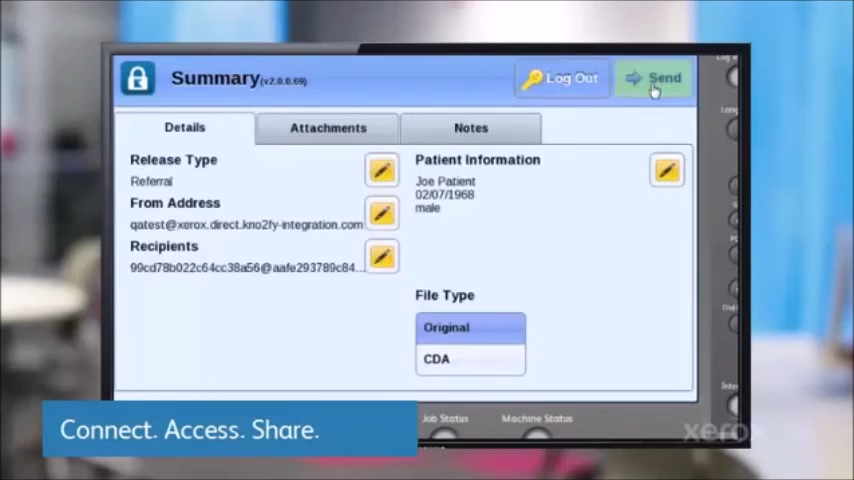 Summary(v2.0.0.69)
Log Out
Send
Details
Attachments
Notes
Release Type
Referral
From Address
qatest@xerox.direct.kno2fy-integration.com
Recipients
99cd78b022c64cc38a56@aafe293789c84...
Patient Information
Joe Patient
02/07/1968
male
File Type
Original
CDA
Job Status
Machine Status
Connect. Access. Share.
xerox